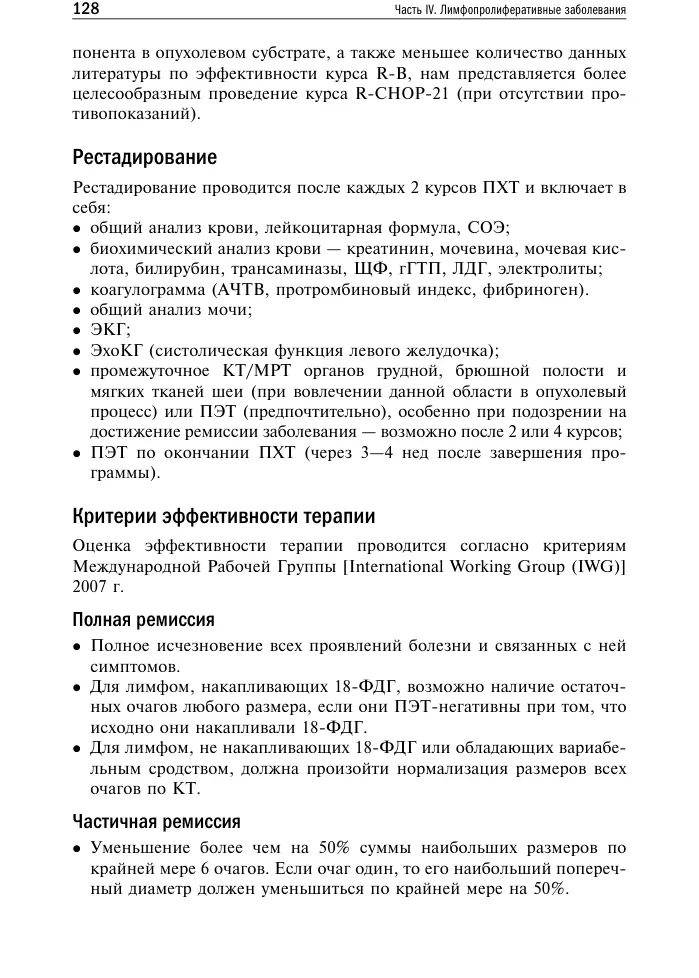 128
Часть IV. Лимфопролиферативные заболевания
понента в опухолевом субстрате, а также меньшее количество данных
литературы по эффективности курса R-B, нам представляется более
целесообразным проведение курса R-CHOP-21 (при отсутствии про-
тивопоказаний).
Рестадирование
Рестадирование проводится после каждых 2 курсов ПХТ и включает в
себя:
• общий анализ крови, лейкоцитарная формула, СОЭ;
• биохимический анализ крови — креатинин, мочевина, мочевая кис-
лота, билирубин, трансаминазы, ЩФ, гГТП, ЛДГ, электролиты;
• коагулограмма (АЧТВ, протромбиновый индекс, фибриноген).
• общий анализ мочи;
• ЭКГ;
• ЭхоКГ (систолическая функция левого желудочка);
• промежуточное КТ/МРТ органов грудной, брюшной полости и
мягких тканей шеи (при вовлечении данной области в опухолевый
процесс) или ПЭТ (предпочтительно), особенно при подозрении на
достижение ремиссии заболевания — возможно после 2 или 4 курсов;
• ПЭТ по окончании ПХТ (через 3—4 нед после завершения про-
граммы).
Критерии эффективности терапии
Оценка эффективности терапии проводится согласно критериям
Международной Рабочей Группы [International Working Group (IWG)]
2007 г.
Полная ремиссия
• Полное исчезновение всех проявлений болезни и связанных с ней
симптомов.
• Для лимфом, накапливающих 18-ФДГ, возможно наличие остаточ-
ных очагов любого размера, если они ПЭТ-негативны при том, что
исходно они накапливали 18-ФДГ.
• Для лимфом, не накапливающих 18-ФДГ или обладающих вариабе-
льным сродством, должна произойти нормализация размеров всех
очагов по КТ.
Частичная ремиссия
• Уменьшение более чем на 50% суммы наибольших размеров по
крайней мере 6 очагов. Если очаг один, то его наибольший попереч-
ный диаметр должен уменьшиться по крайней мере на 50%.